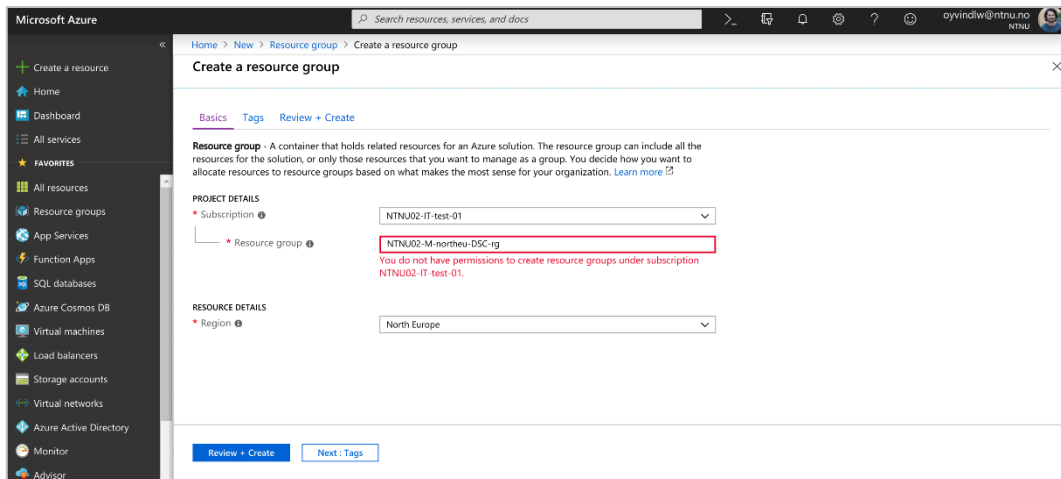 Microsoft Azure
Search resources, services, and docs
oyvindlw@ntnu.no
NTNU
Home > New > Resource group > Create a resource group
Create a resource group
Create a resource
Home
Dashboard
All services
FAVORITES
All resources
Resource groups
App Services
Function Apps
SQL databases
Azure Cosmos DB
Virtual machines
Load balancers
Storage accounts
Virtual networks
Azure Active Directory
Monitor
Advisor
Basics Tags Review + Create
Resource group - A container that holds related resources for an Azure solution. The resource group can include all the
resources for the solution, or only those resources that you want to manage as a group. You decide how you want to
allocate resources to resource groups based on what makes the most sense for your organization. Learn more
PROJECT DETAILS
* Subscription
NTNU02-IT-test-01
* Resource group
NTNU02-M-northeu-DSC-rg
You do not have permissions to create resource groups under subscription
NTNU02-IT-test-01.
RESOURCE DETAILS
* Region
North Europe
Review + Create
Next : Tags